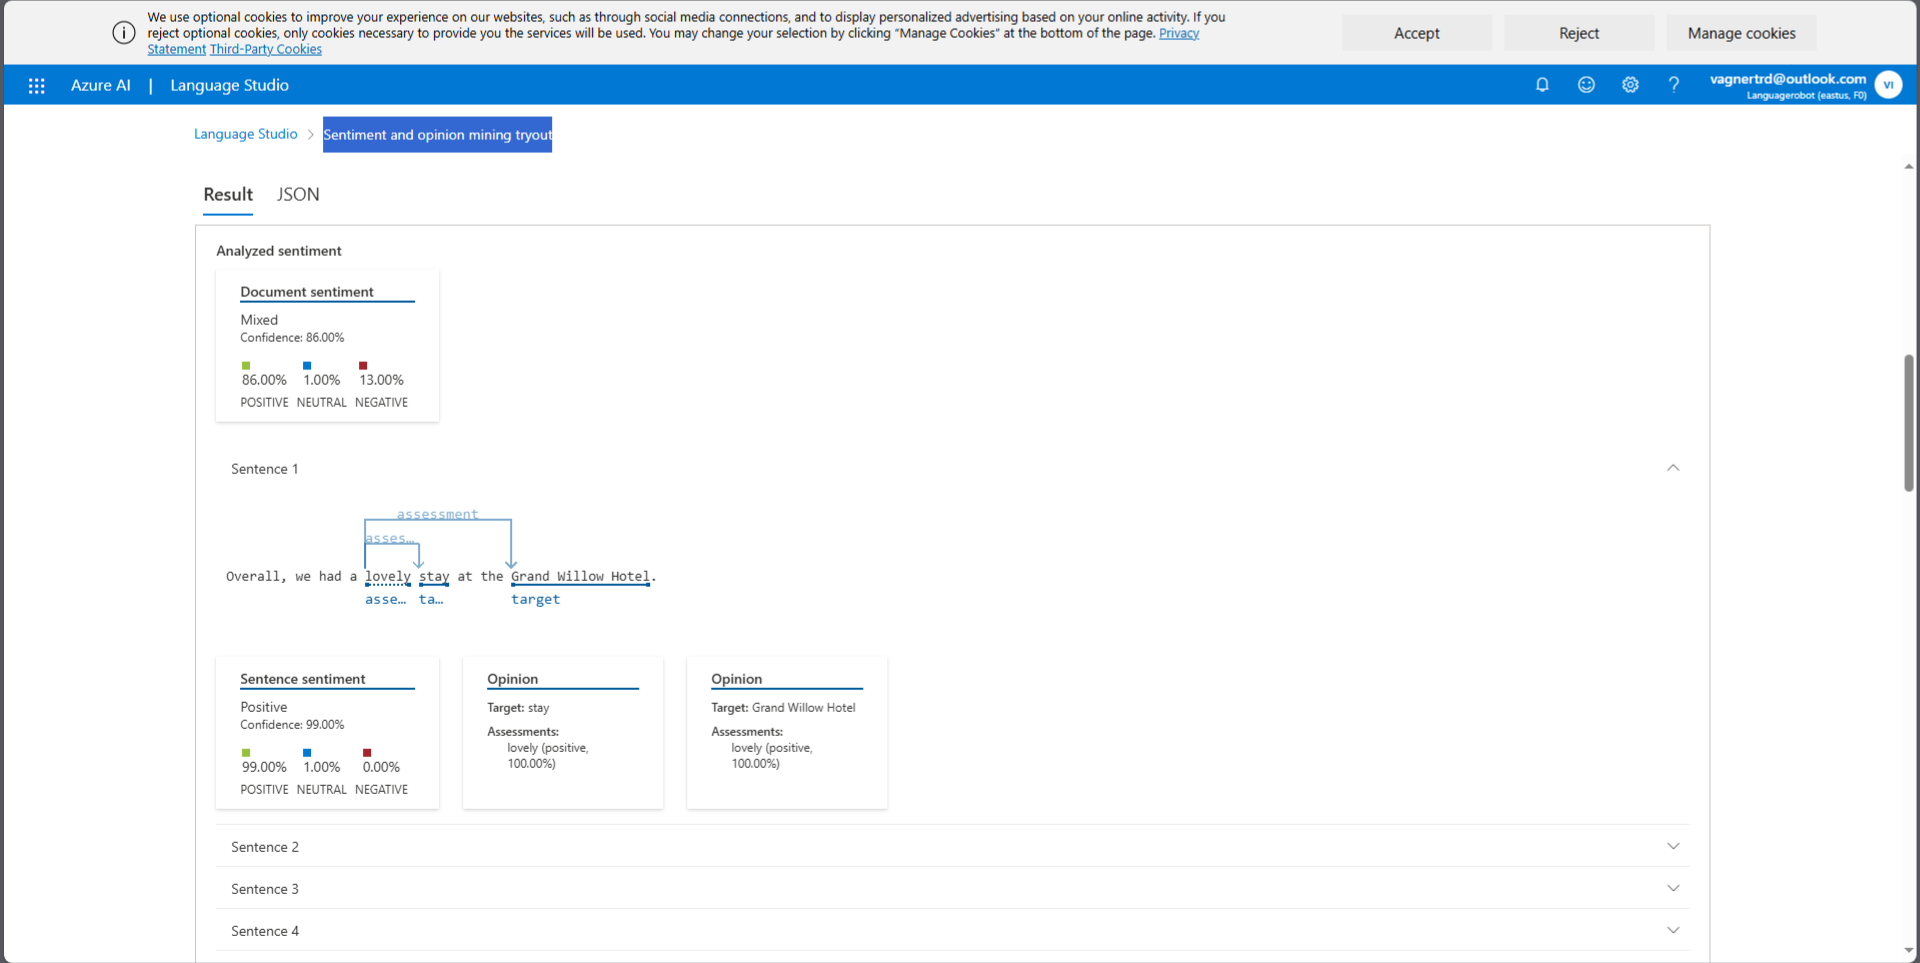 We use optional cookies to improve your experience on our websites, such as through social media connections, and to display personalized advertising based on your online activity. If you
reject optional cookies, only cookies necessary to provide you the services will be used. You may change your selection by clicking "Manage Cookies" at the bottom of the page. Privacy
Statement Third-Party Cookies
Accept
Reject
Manage cookies
Azure AI | Language Studio
?
vagnertrd@outlook.com
Languagerobot (eastus, F0)
VI
Language Studio > Sentiment and opinion mining tryout
Result JSON
Analyzed sentiment
Document sentiment
Mixed
Confidence: 86.00%
86.00% 1.00% 13.00%
POSITIVE NEUTRAL NEGATIVE
Sentence 1
assessment
asses...
Overall, we had a lovely stay at the Grand Willow Hotel.
asse... ta... target
Sentence sentiment
Positive
Confidence: 99.00%
99.00% 1.00% 0.00%
POSITIVE NEUTRAL NEGATIVE
Opinion
Target: stay
Assessments:
lovely (positive,
100.00%)
Opinion
Target: Grand Willow Hotel
Assessments:
lovely (positive,
100.00%)
Sentence 2
Sentence 3
Sentence 4